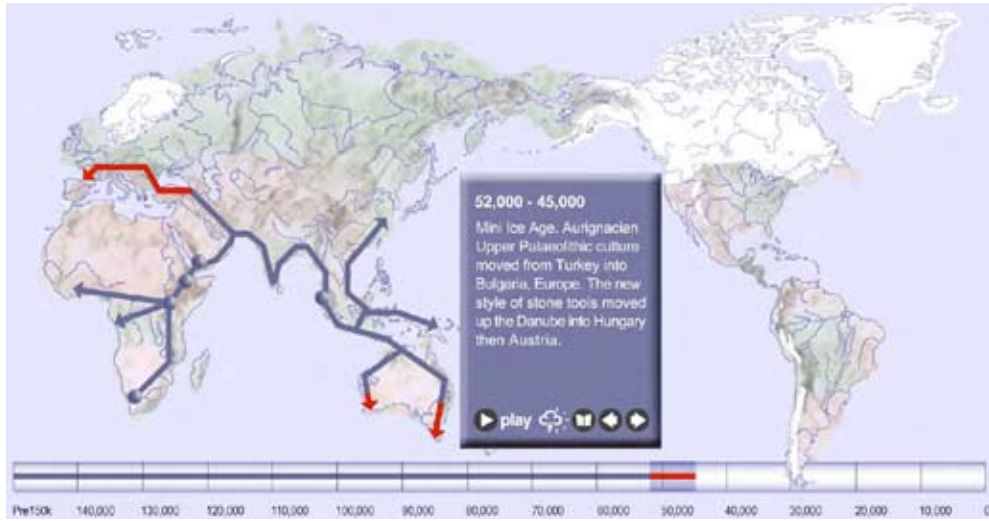 52,000 - 45,000
Mini Ice Age. Aurignacian
Upper Palaeolithic culture
moved from Turkey into
Bulgaria, Europe. The new
style of stone tools moved
up the Danube into Hungary
then Austria.
play
Pre150k 140,000 130,000 120,000 110,000 100,000 90,000 80,000 70,000 60,000 50,000 40,000 30,000 20,000 10,000 0